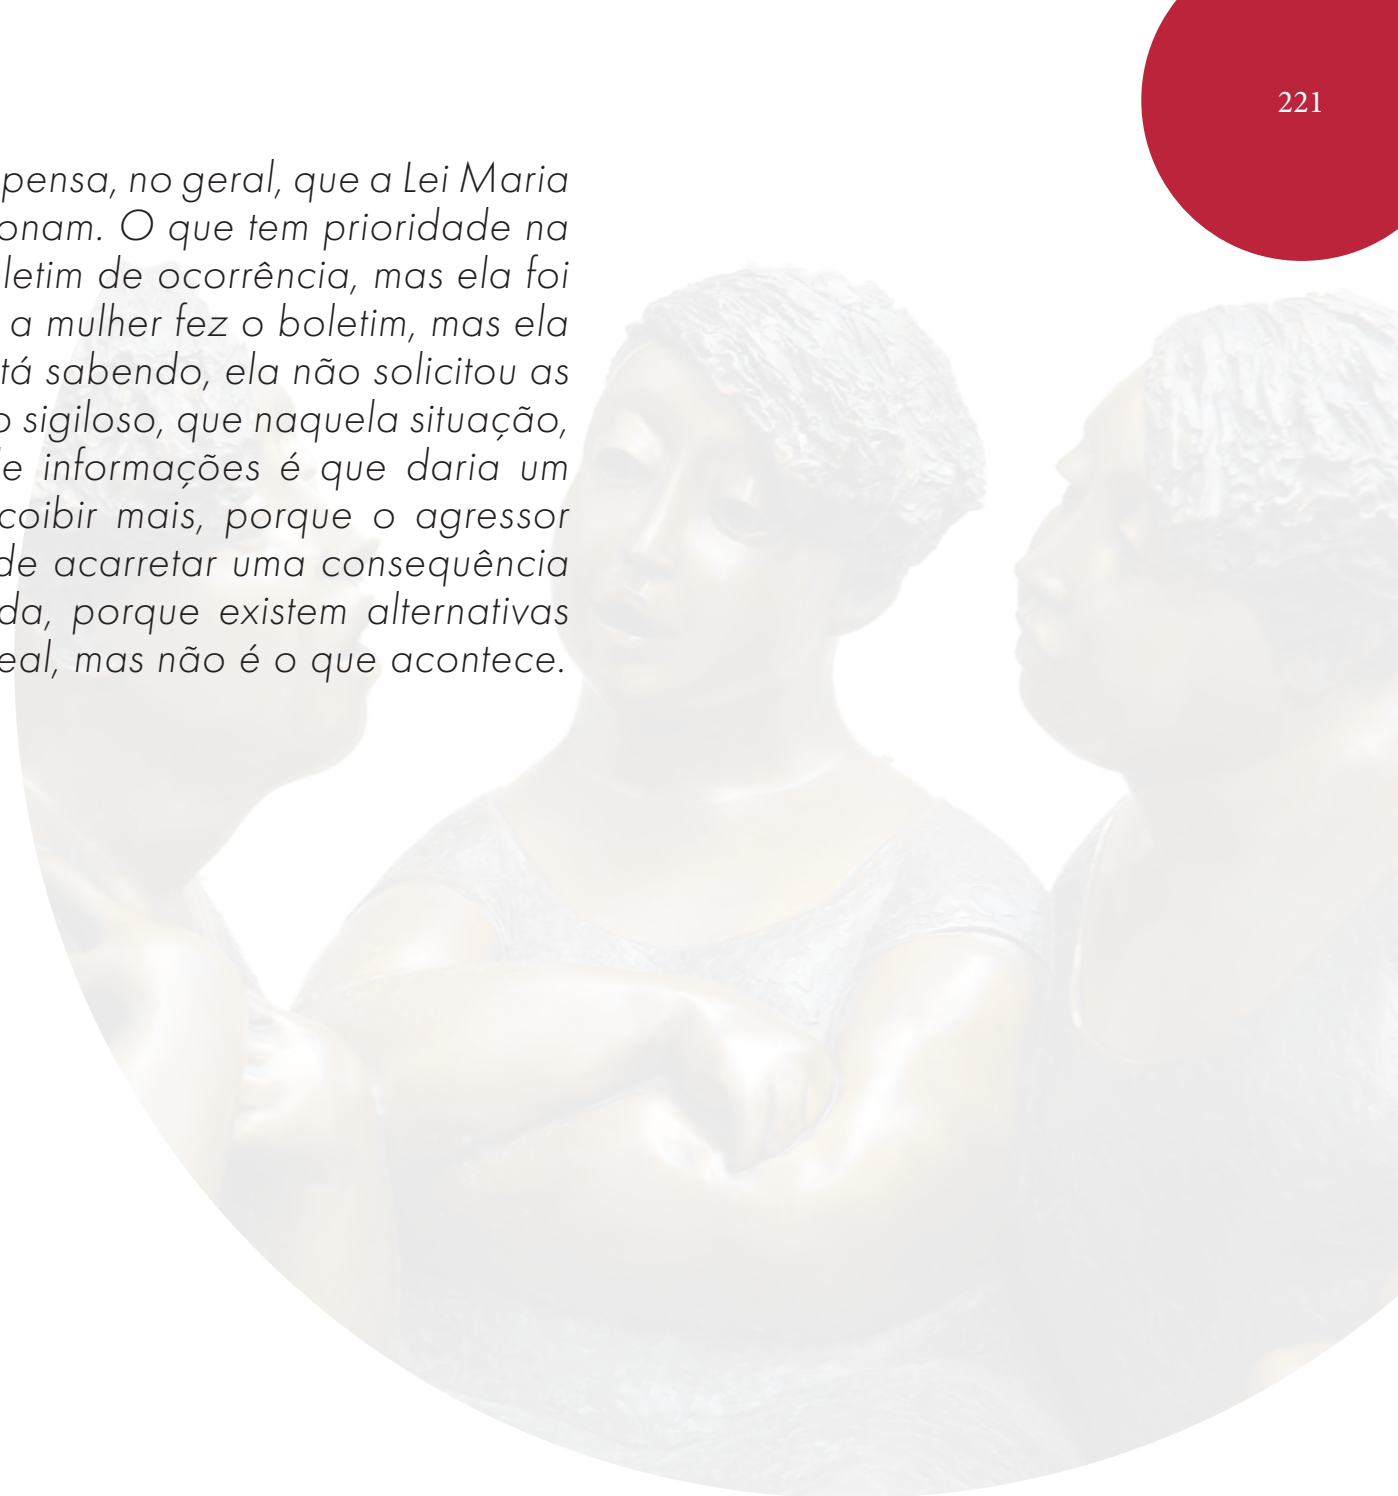 221
pensa, no geral, que a Lei Maria
onam. O que tem prioridade na
letim de ocorrência, mas ela foi
a mulher fez o boletim, mas ela
tá sabendo, ela não solicitou as
o sigiloso, que naquela situação,
e informações é que daria um
coibir mais, porque o agressor
de acarretar uma consequência
da, porque existem alternativas
eal, mas não é o que acontece.